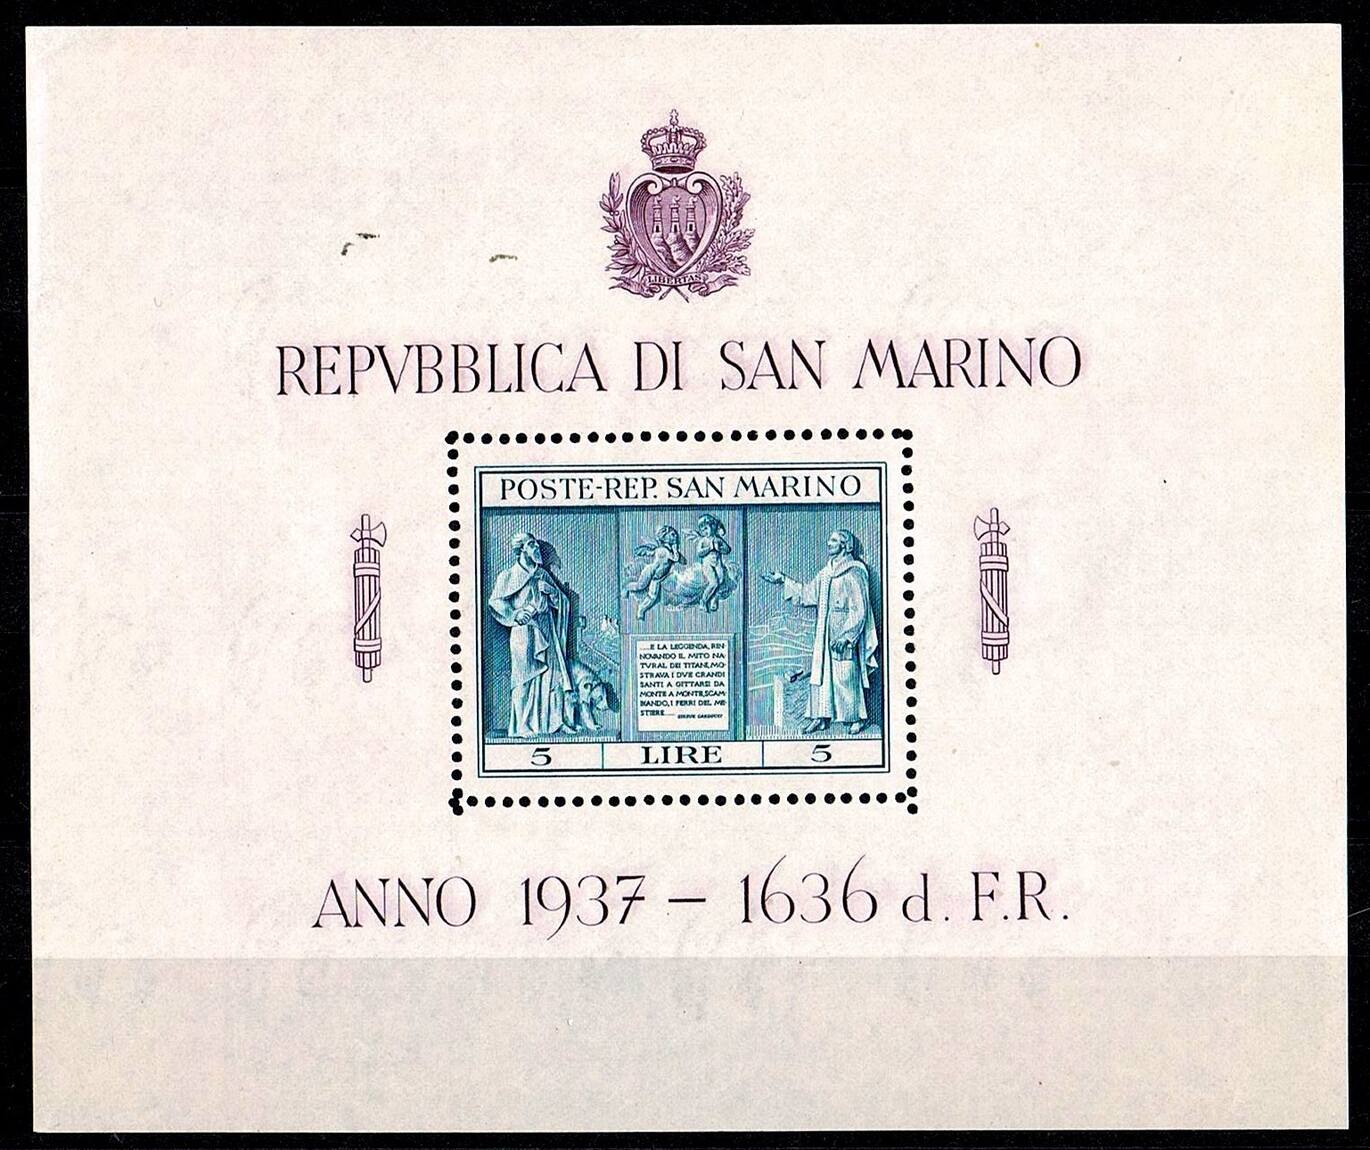 LIBERTAS
REPVBBLICA DI SAN MARINO
POSTE-REP. SAN MARINO
....E LA LEGGENDA, RIN-
NOVANDO IL MITO NA-
TVRAL DEI TITANI, MO-
STRAVA I DVE GRANDI
SANTI A GITTARSI DA
MONTE A MONTE, SCAM-
BIANDO, I FERRI DEL ME-
STIERE....
GIOSUE CARDUCCI
5 LIRE 5
ANNO 1937 – 1636 d. F.R.